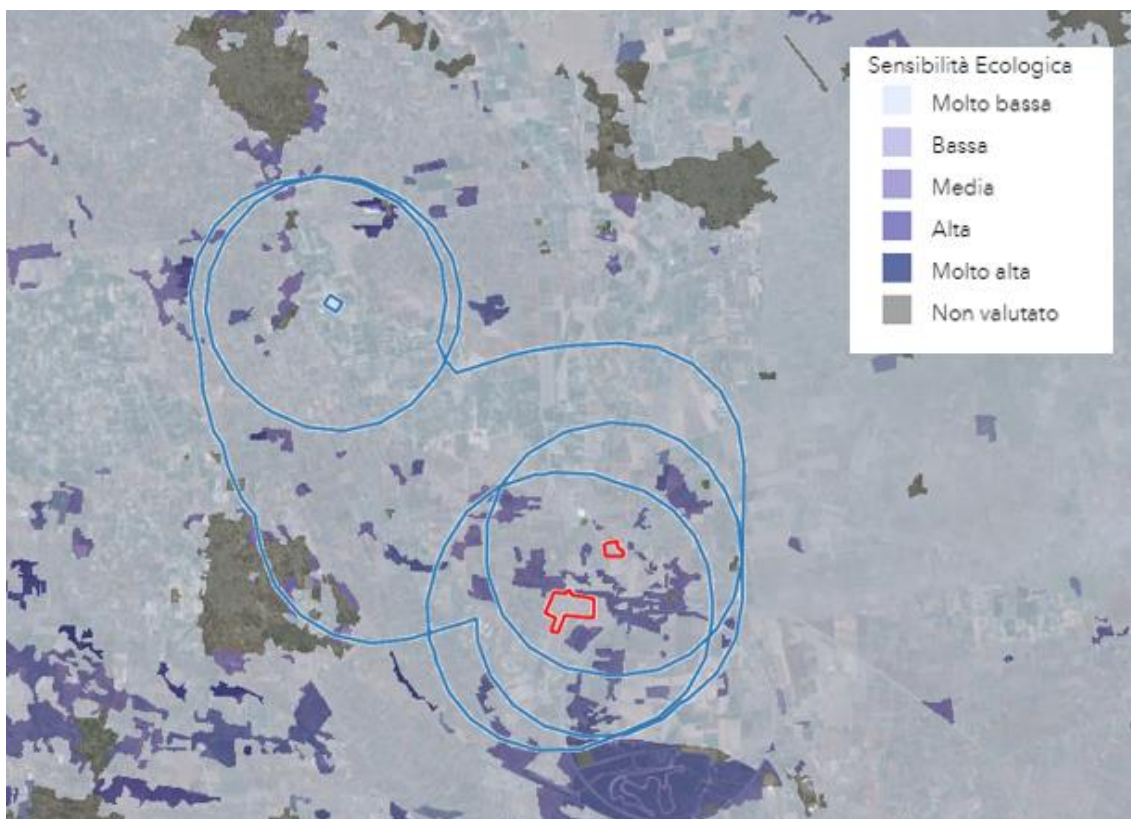 Sensibilità Ecologica
Molto bassa
Bassa
Media
Alta
Molto alta
Non valutato